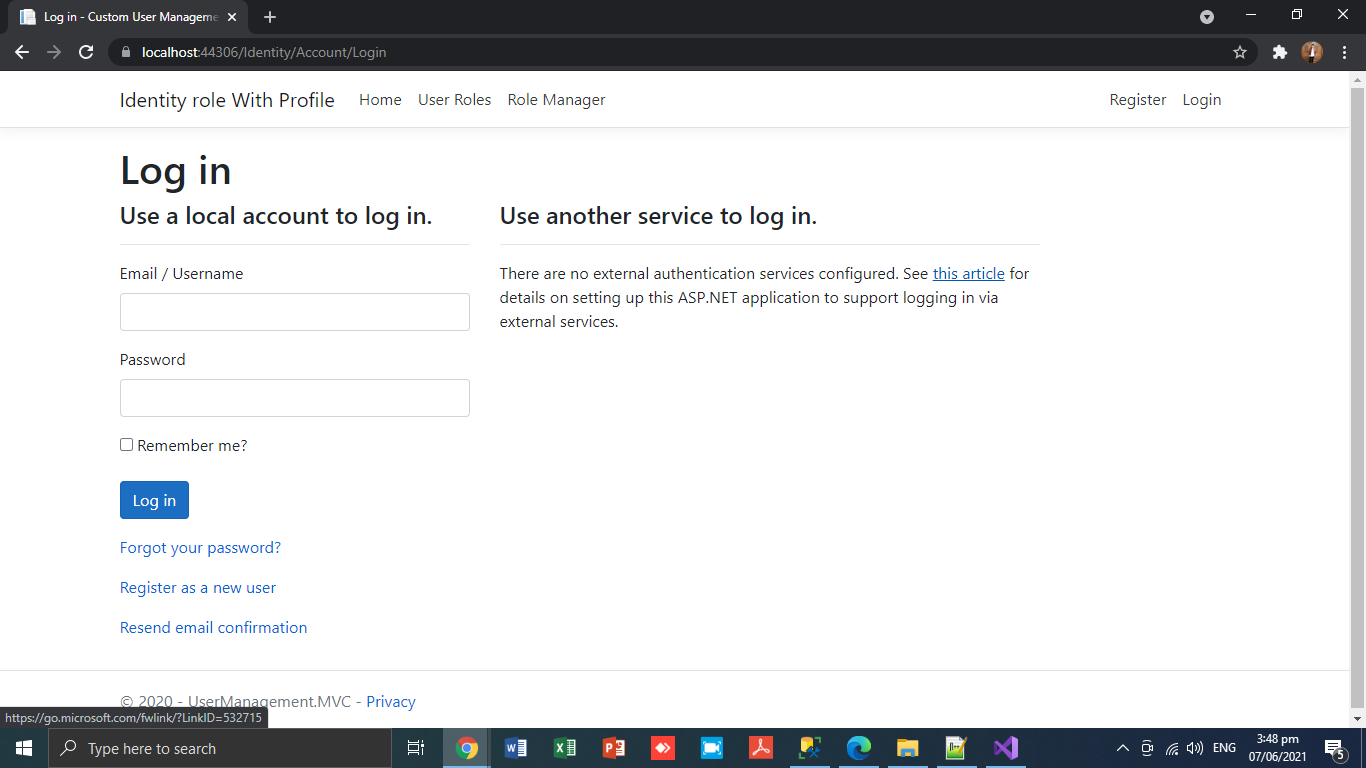 Log in - Custom User Manageme
localhost:44306/Identity/Account/Login
Identity role With Profile Home User Roles Role Manager Register Login
Log in
Use a local account to log in.
Email / Username
Password
Remember me?
Log in
Forgot your password?
Register as a new user
Resend email confirmation
Use another service to log in.
There are no external authentication services configured. See this article for
details on setting up this ASP.NET application to support logging in via
external services.
© 2020 - UserManagement.MVC - Privacy
https://go.microsoft.com/fwlink/?LinkID=532715
Type here to search
ENG
3:48 pm
07/06/2021
5